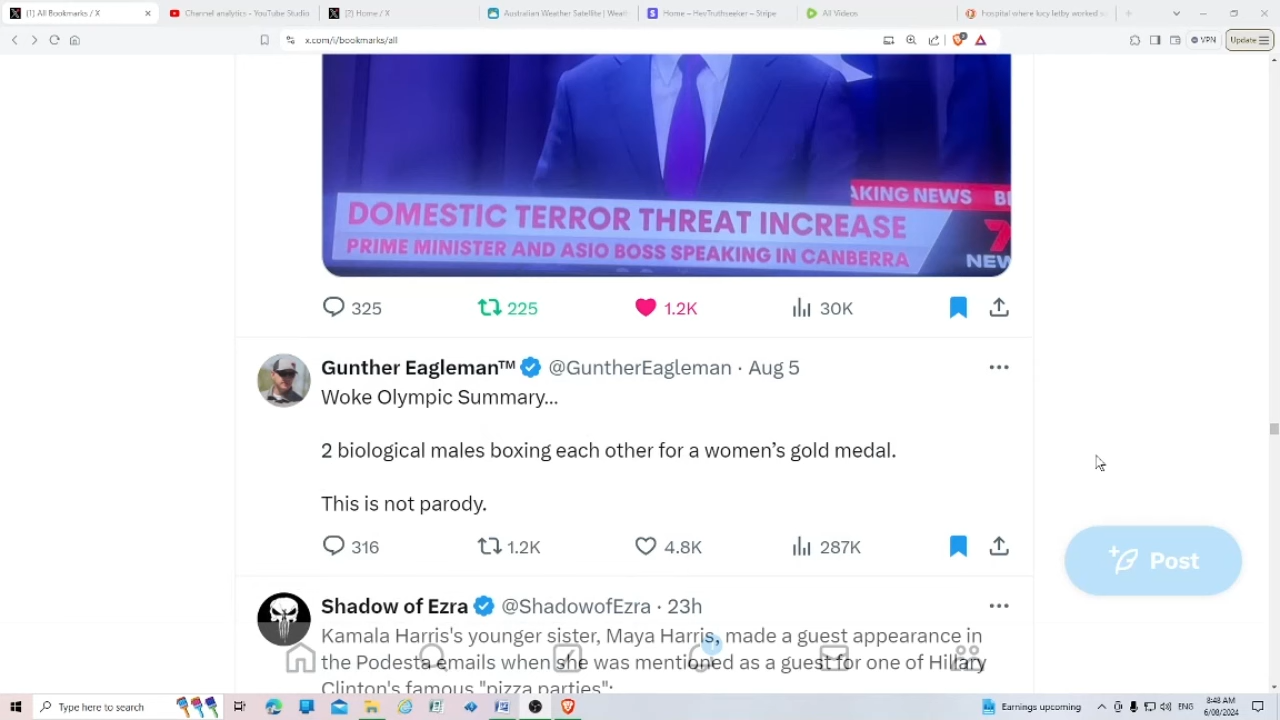 (1) All Bookmarks / X
Channel analytics - YouTube Studio
(2) Home / X
Australian Weather Satellite | Weat
Home – HesTruthseeker – Stripe
All Videos
hospital where lucy letby worked
x.com/i/bookmarks/all
VPN
Update
AKING NEWS
DOMESTIC TERROR THREAT INCREASE
PRIME MINISTER AND ASIO BOSS SPEAKING IN CANBERRA
7
NEW
325
225
1.2K
30K
Gunther Eagleman™ @GuntherEagleman · Aug 5
Woke Olympic Summary...
2 biological males boxing each other for a women's gold medal.
This is not parody.
316
1.2K
4.8K
287K
Post
Shadow of Ezra @ShadowofEzra · 23h
Kamala Harris's younger sister, Maya Harris, made a guest appearance in
the Podesta emails when she was mentioned as a guest for one of Hillary
Clinton's famous "pizza parties":
Type here to search
Earnings upcoming
ENG
8:48 AM
6/08/2024